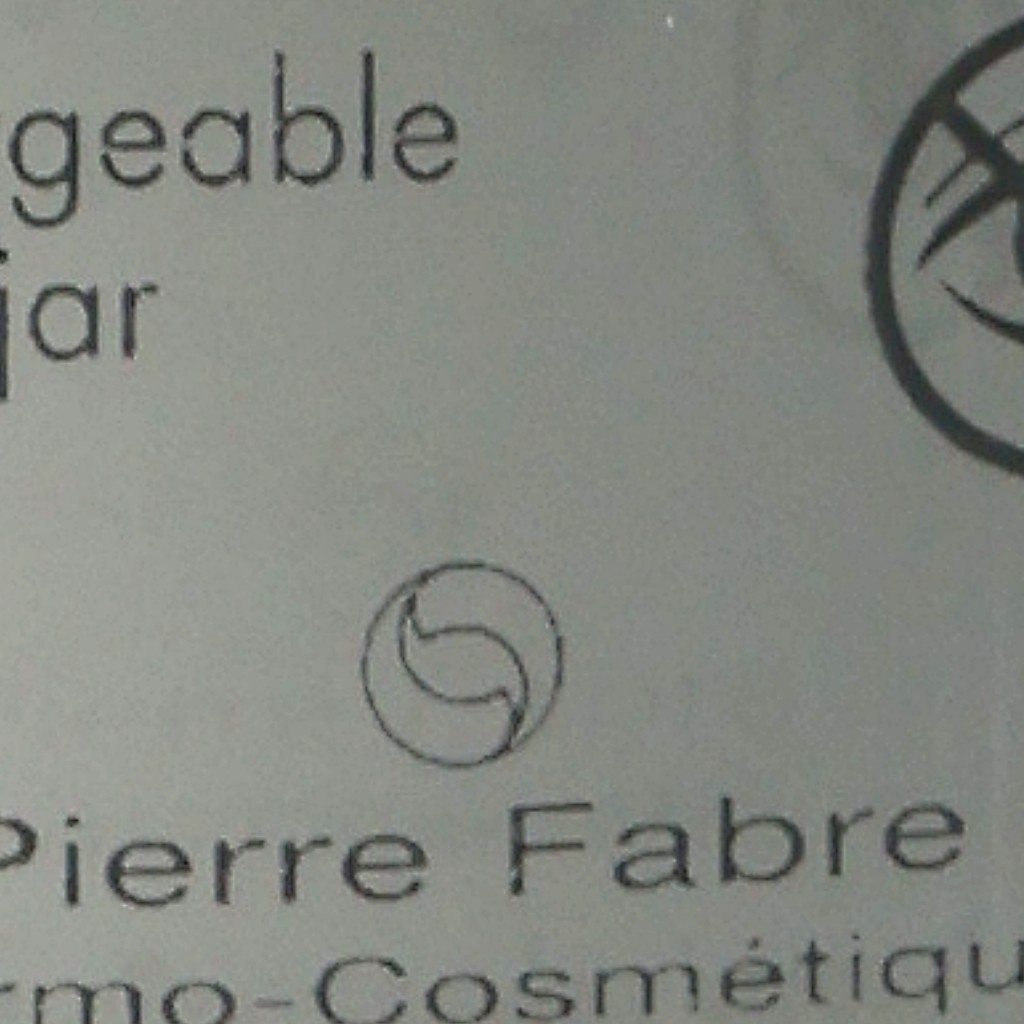 geable
jar
Pierre Fabre
rmo-Cosmétiqu